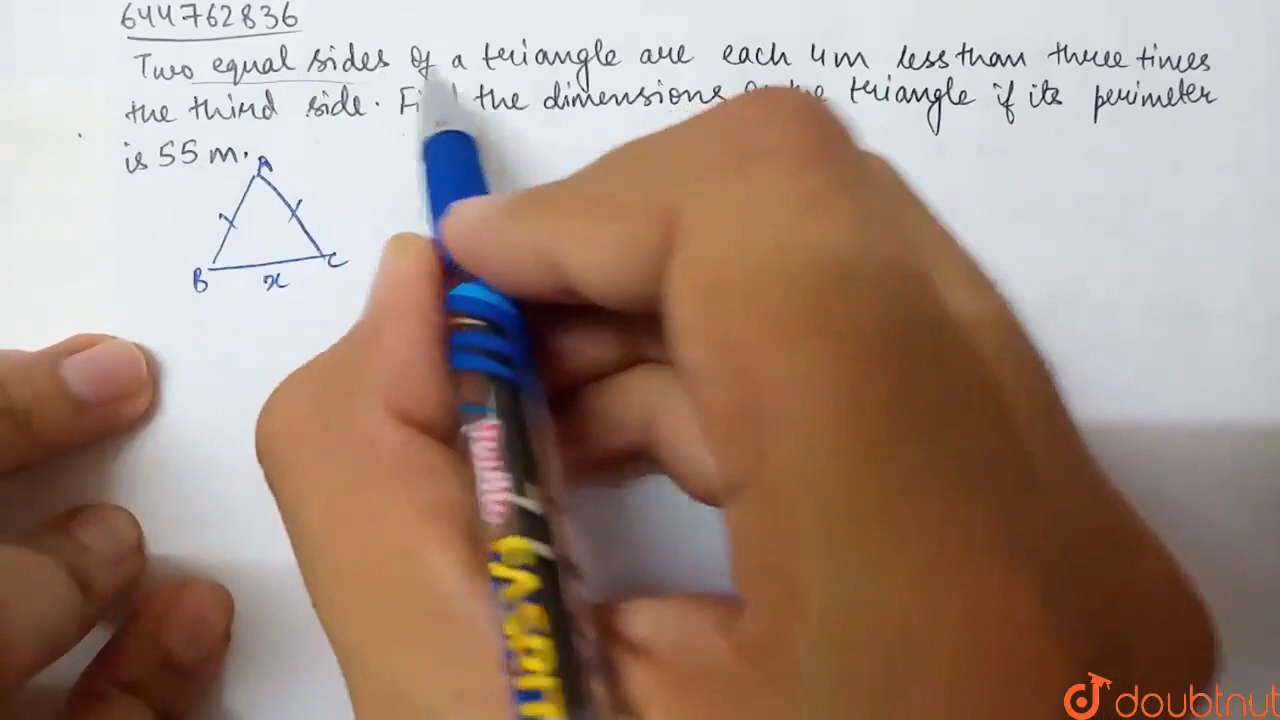 644762836
Two equal sides of a triangle are each 4m less than three times
the third side. the dimensions triangle if its perimeter
is 55 m.
A
B
C
x
doubtnut